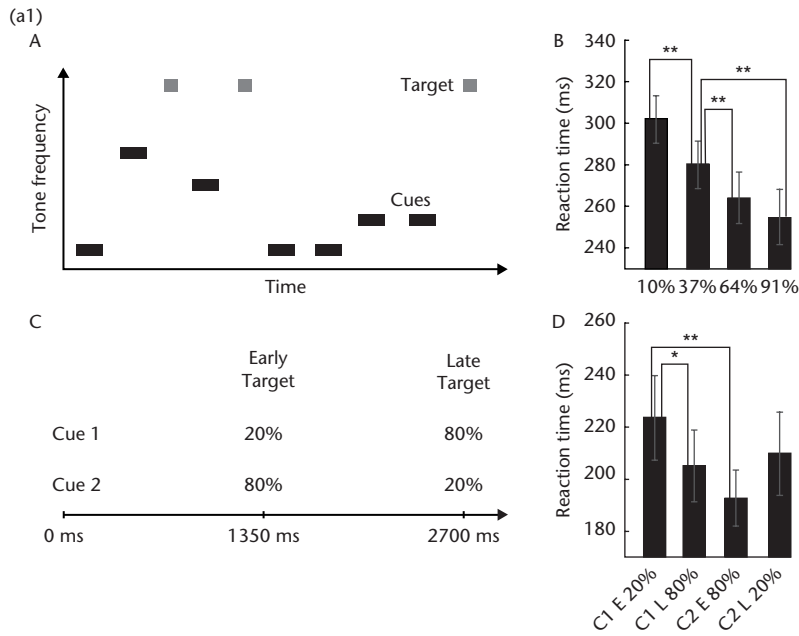 (a1)
A
Tone frequency
Target
Cues
Time
B
Reaction time (ms)
340
320
300
280
260
240
**
**
**
10% 37% 64% 91%
C
Early Target
Late Target
Cue 1 20% 80%
Cue 2 80% 20%
0 ms 1350 ms 2700 ms
D
Reaction time (ms)
260
240
220
200
180
**
*
C1 E 20%
C1 L 80%
C2 E 80%
C2 L 20%